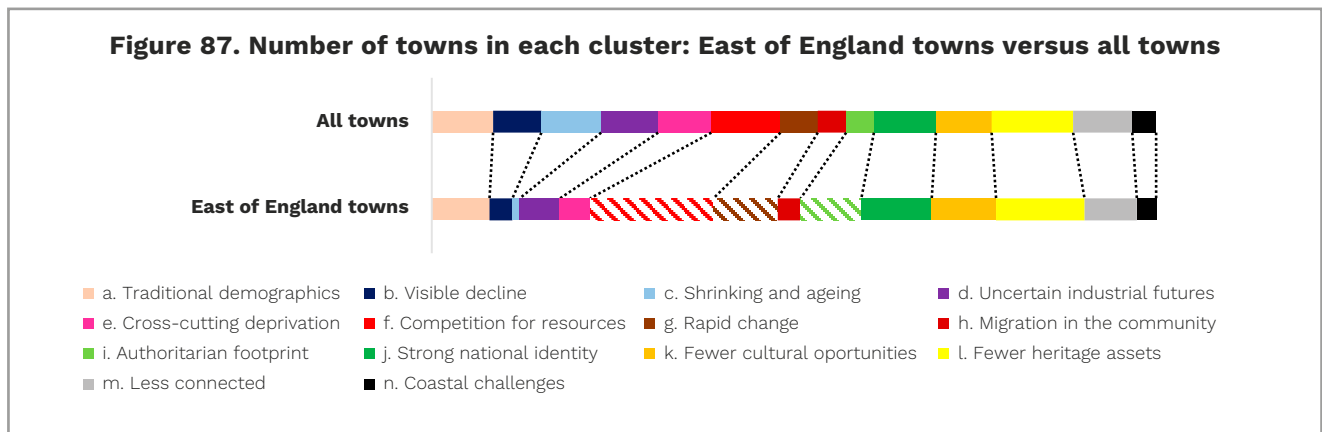 Figure 87. Number of towns in each cluster: East of England towns versus all towns
All towns
East of England towns
a. Traditional demographics b. Visible decline c. Shrinking and ageing d. Uncertain industrial futures
e. Cross-cutting deprivation f. Competition for resources g. Rapid change h. Migration in the community
i. Authoritarian footprint j. Strong national identity k. Fewer cultural oportunities l. Fewer heritage assets
m. Less connected n. Coastal challenges